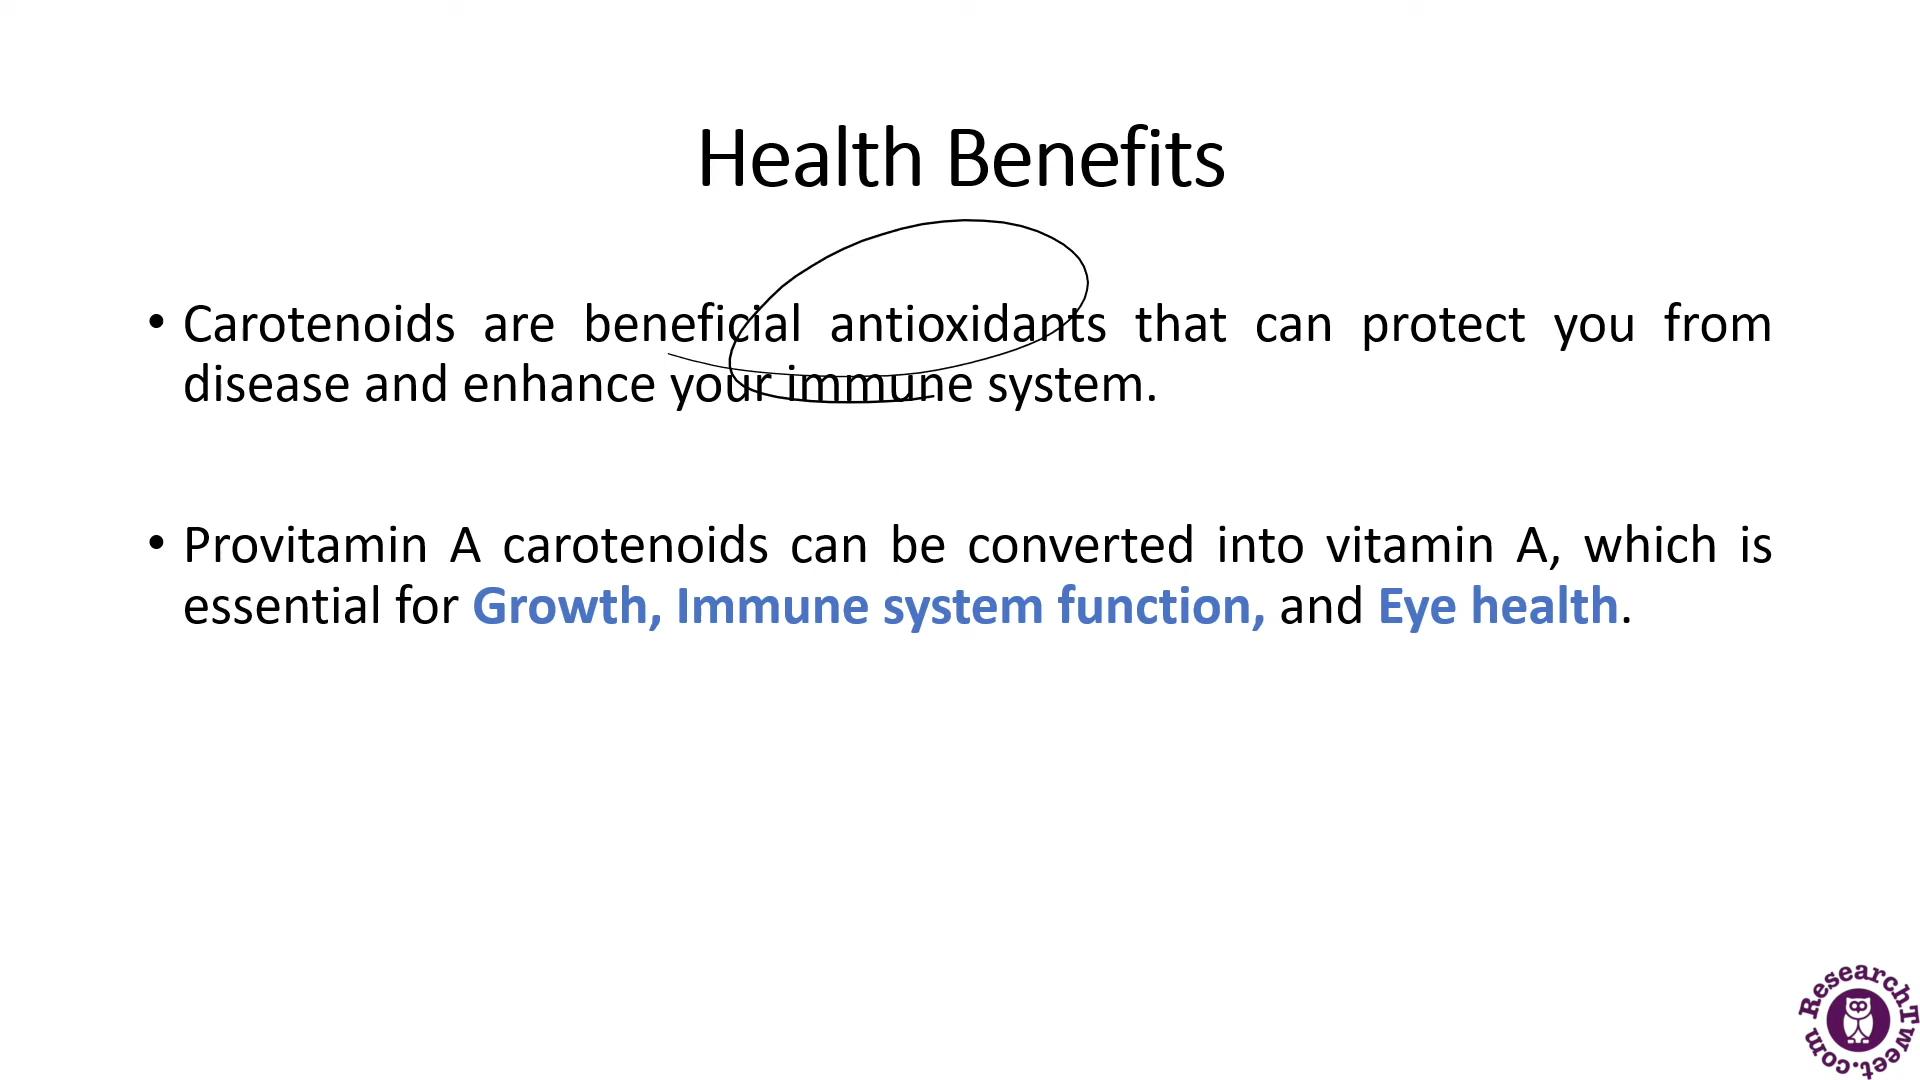 Health Benefits
• Carotenoids are beneficial antioxidants that can protect you from
disease and enhance your immune system.
• Provitamin A carotenoids can be converted into vitamin A, which is
essential for Growth, Immune system function, and Eye health.
ResearchTweet.com